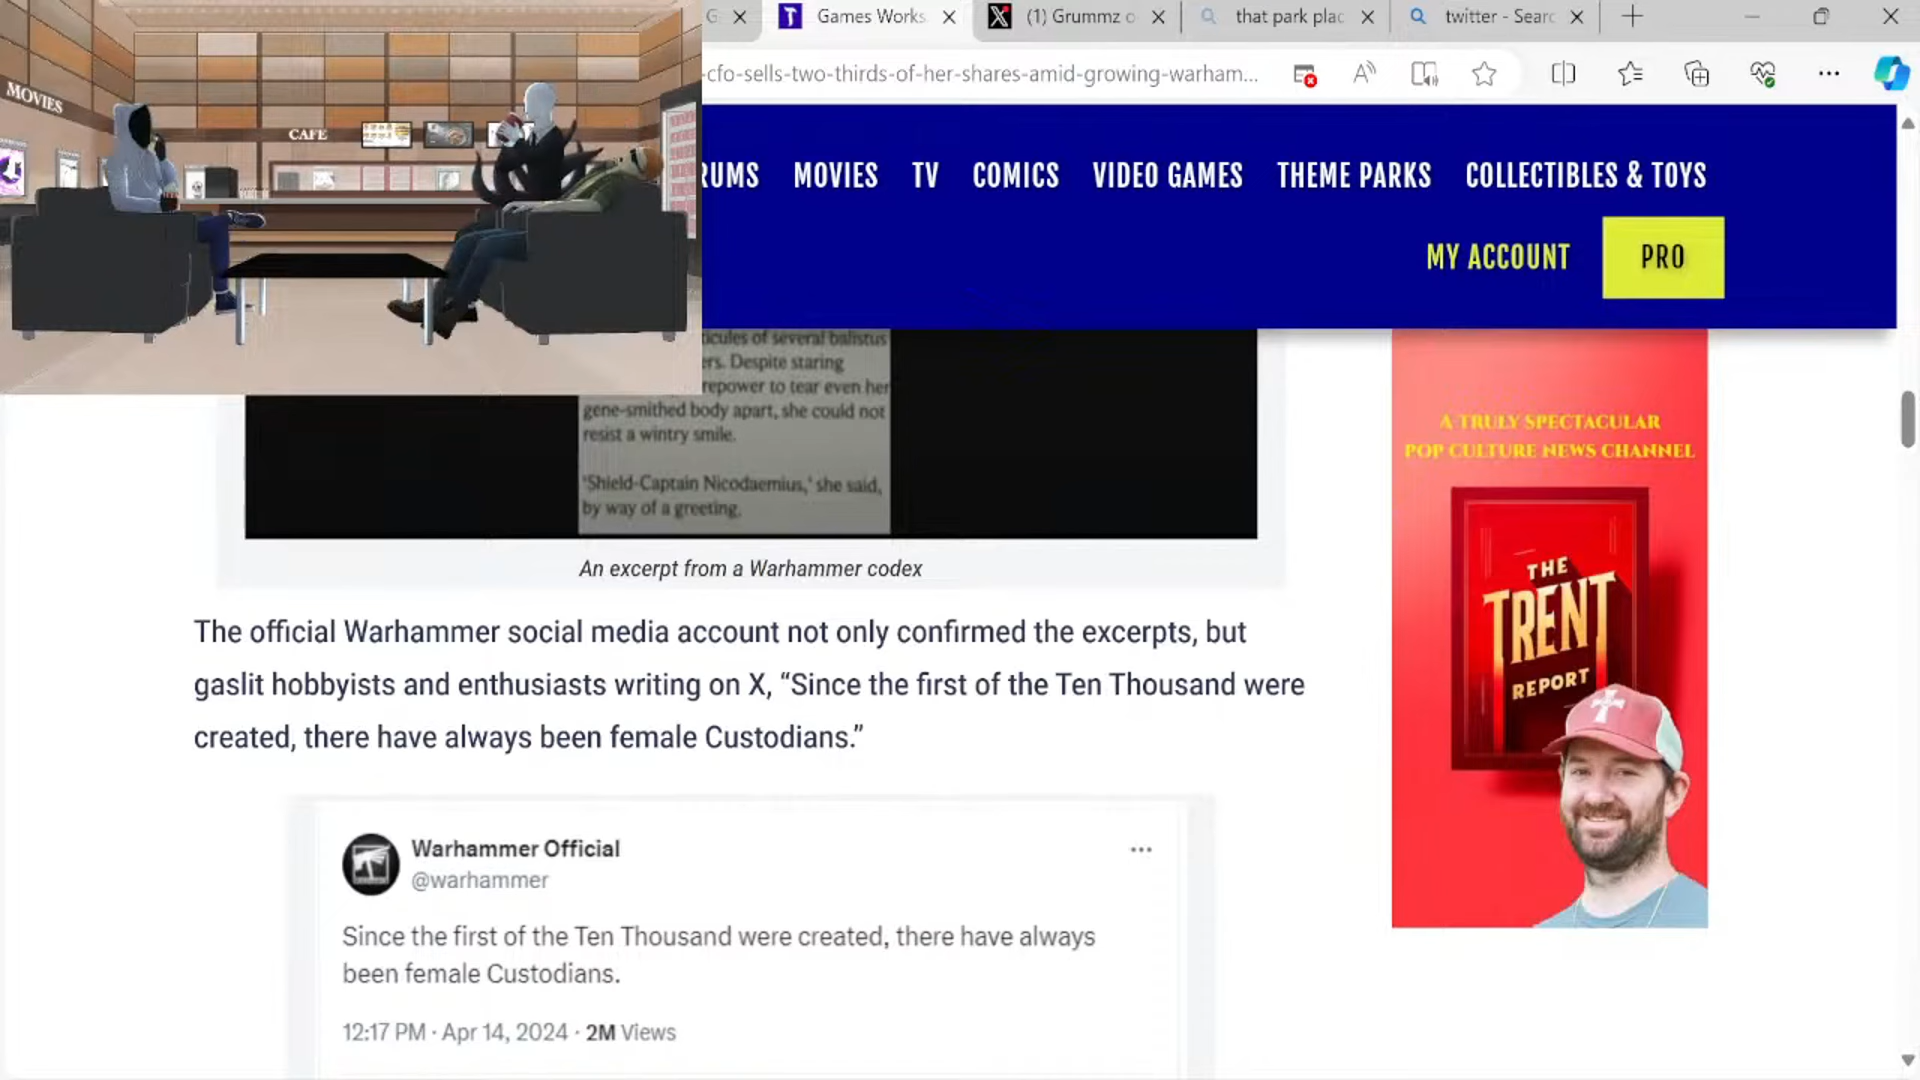 Games Works
(1) Grummz o
that park plac
twitter - Searc
-cfo-sells-two-thirds-of-her-shares-amid-growing-warham...
MOVIES
CAFE
RUMS MOVIES TV COMICS VIDEO GAMES THEME PARKS COLLECTIBLES & TOYS
MY ACCOUNT PRO
ticules of several balistus
ers. Despite staring
repower to tear even her
gene-smithed body apart, she could not
resist a wintry smile.
'Shield-Captain Nicodaemius,' she said,
by way of a greeting.
An excerpt from a Warhammer codex
The official Warhammer social media account not only confirmed the excerpts, but
gaslit hobbyists and enthusiasts writing on X, “Since the first of the Ten Thousand were
created, there have always been female Custodians.”
Warhammer Official
@warhammer
Since the first of the Ten Thousand were created, there have always
been female Custodians.
12:17 PM · Apr 14, 2024 · 2M Views
A TRULY SPECTACULAR
POP CULTURE NEWS CHANNEL
THE
TRENT
REPORT